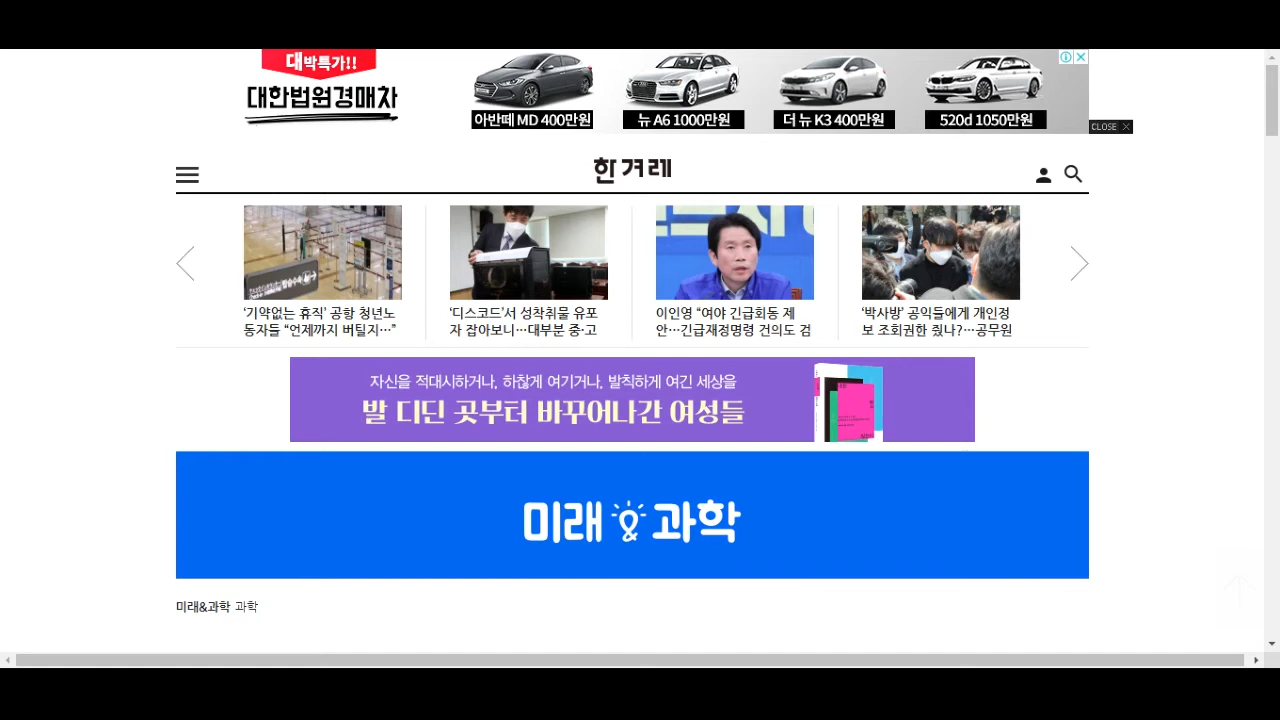 대박특가!!
대한법원경매차
아반떼 MD 400만원
뉴 A6 1000만원
더 뉴 K3 400만원
520d 1050만원
CLOSE
한겨레
‘기약없는 휴직’ 공항 청년노
동자들 “언제까지 버틸지…”
‘디스코드’서 성착취물 유포
자 잡아보니…대부분 중·고
이인영 “여야 긴급회동 제
안…긴급재정명령 건의도 검
‘박사방’ 공익들에게 개인정
보 조회권한 줬나?…공무원
자신을 적대시하거나, 하찮게 여기거나, 발칙하게 여긴 세상을
발 디딘 곳부터 바꾸어나간 여성들
미래&과학
미래&과학 과학